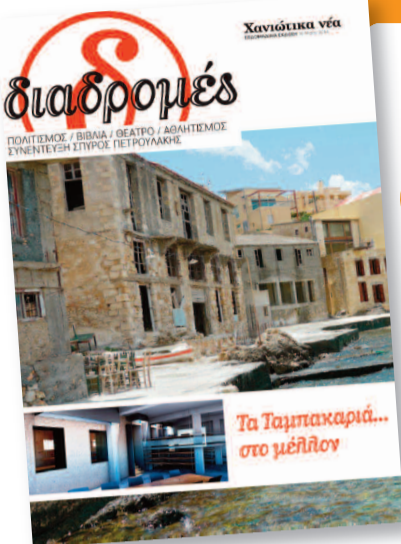 Χανιώτικα νέα
διαδρομές
ΠΟΛΙΤΙΣΜΟΣ / ΒΙΒΛΙΑ / ΘΕΑΤΡΟ / ΑΘΛΗΤΙΣΜΟΣ
ΣΥΝΕΝΤΕΥΞΗ ΣΠΥΡΟΣ ΠΕΤΡΟΥΛΑΚΗΣ
Τα Ταμπακαριά...
στο μέλλον